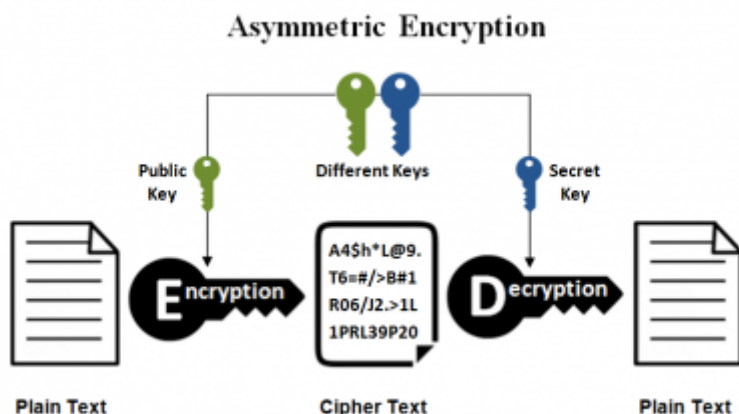 Asymmetric Encryption
Public
Key
Different Keys
Secret
Key
A4$h*L@9.
T6=#/>B#1
R06/J2.>1L
1PRL39P20
Encryption
Decryption
Plain Text
Cipher Text
Plain Text